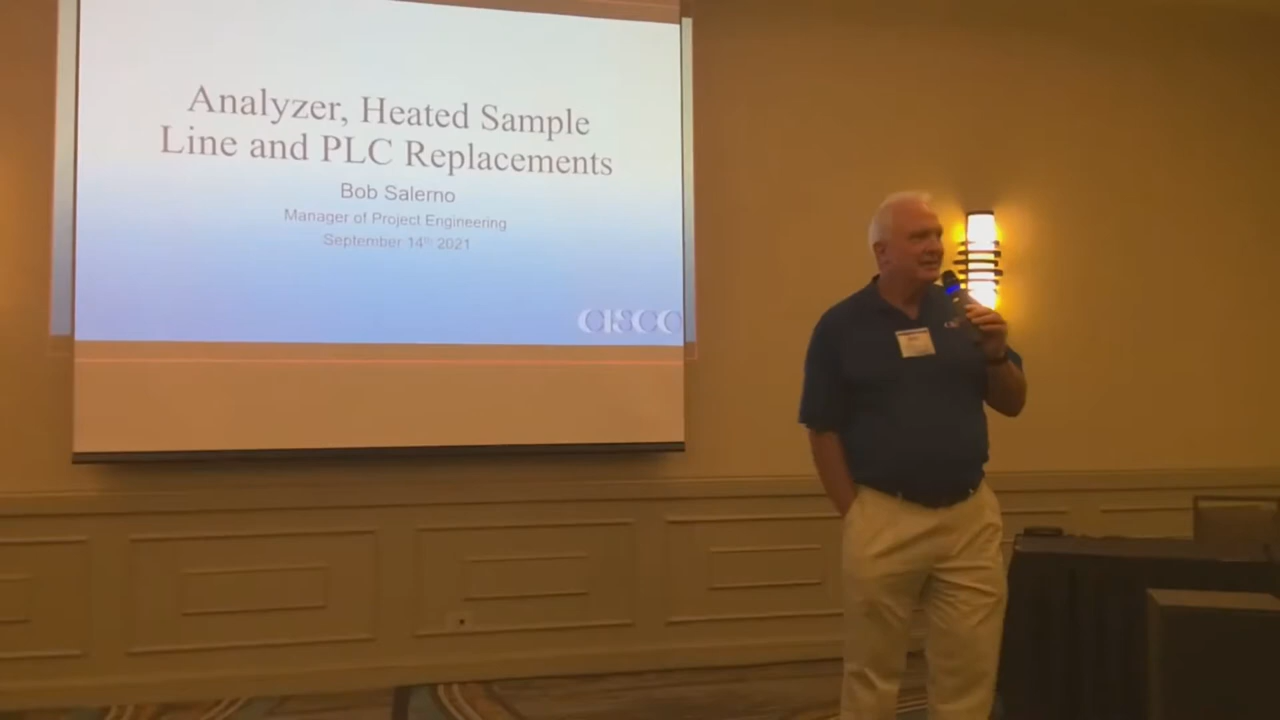 Analyzer, Heated Sample
Line and PLC Replacements
Bob Salerno
Manager of Project Engineering
September 14th 2021
CISCO